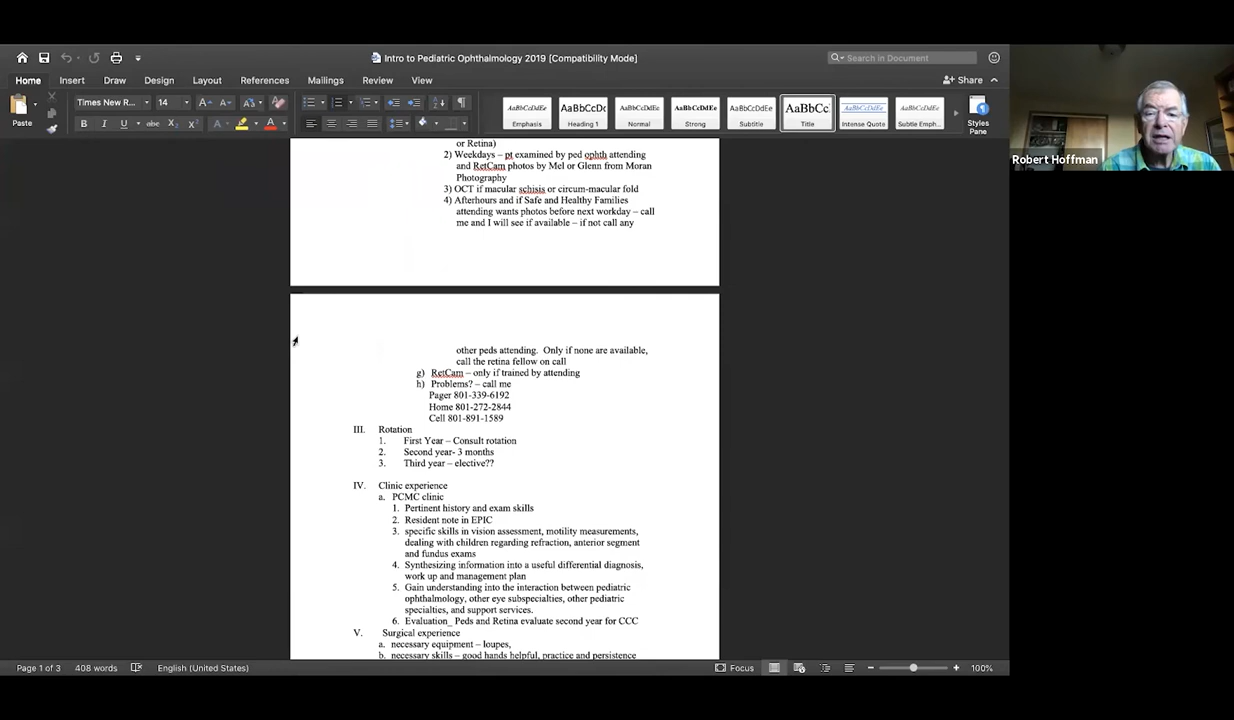 Intro to Pediatric Ophthalmology 2019 [Compatibility Mode]
Search in Document
Home Insert Draw Design Layout References Mailings Review View
Share
Paste
Times New R...
14
AaBbCcDdEe
Emphasis
AaBbCcDc
Heading 1
AaBbCcDdEe
Normal
AaBbCcDdEe
Strong
AaBbCcDdEe
Subtitle
AaBbCc
Title
AaBbCcDdEe
Intense Quote
AaBbCcDdEe
Subtle Emph...
Styles
Pane
B I U abc X₂ X²
Robert Hoffman
or Retina)
2) Weekdays – pt examined by ped ophth attending
and RetCam photos by Mel or Glenn from Moran
Photography
3) OCT if macular schisis or circum-macular fold
4) Afterhours and if Safe and Healthy Families
attending wants photos before next workday – call
me and I will see if available – if not call any
other peds attending. Only if none are available,
call the retina fellow on call
g) RetCam – only if trained by attending
h) Problems? – call me
Pager 801-339-6192
Home 801-272-2844
Cell 801-891-1589
III. Rotation
1. First Year – Consult rotation
2. Second year- 3 months
3. Third year – elective??
IV. Clinic experience
a. PCMC clinic
1. Pertinent history and exam skills
2. Resident note in EPIC
3. specific skills in vision assessment, motility measurements,
dealing with children regarding refraction, anterior segment
and fundus exams
4. Synthesizing information into a useful differential diagnosis,
work up and management plan
5. Gain understanding into the interaction between pediatric
ophthalmology, other eye subspecialties, other pediatric
specialties, and support services.
6. Evaluation_ Peds and Retina evaluate second year for CCC
V. Surgical experience
a. necessary equipment – loupes,
b. necessary skills – good hands helpful, practice and persistence
Page 1 of 3 408 words English (United States) Focus 100%